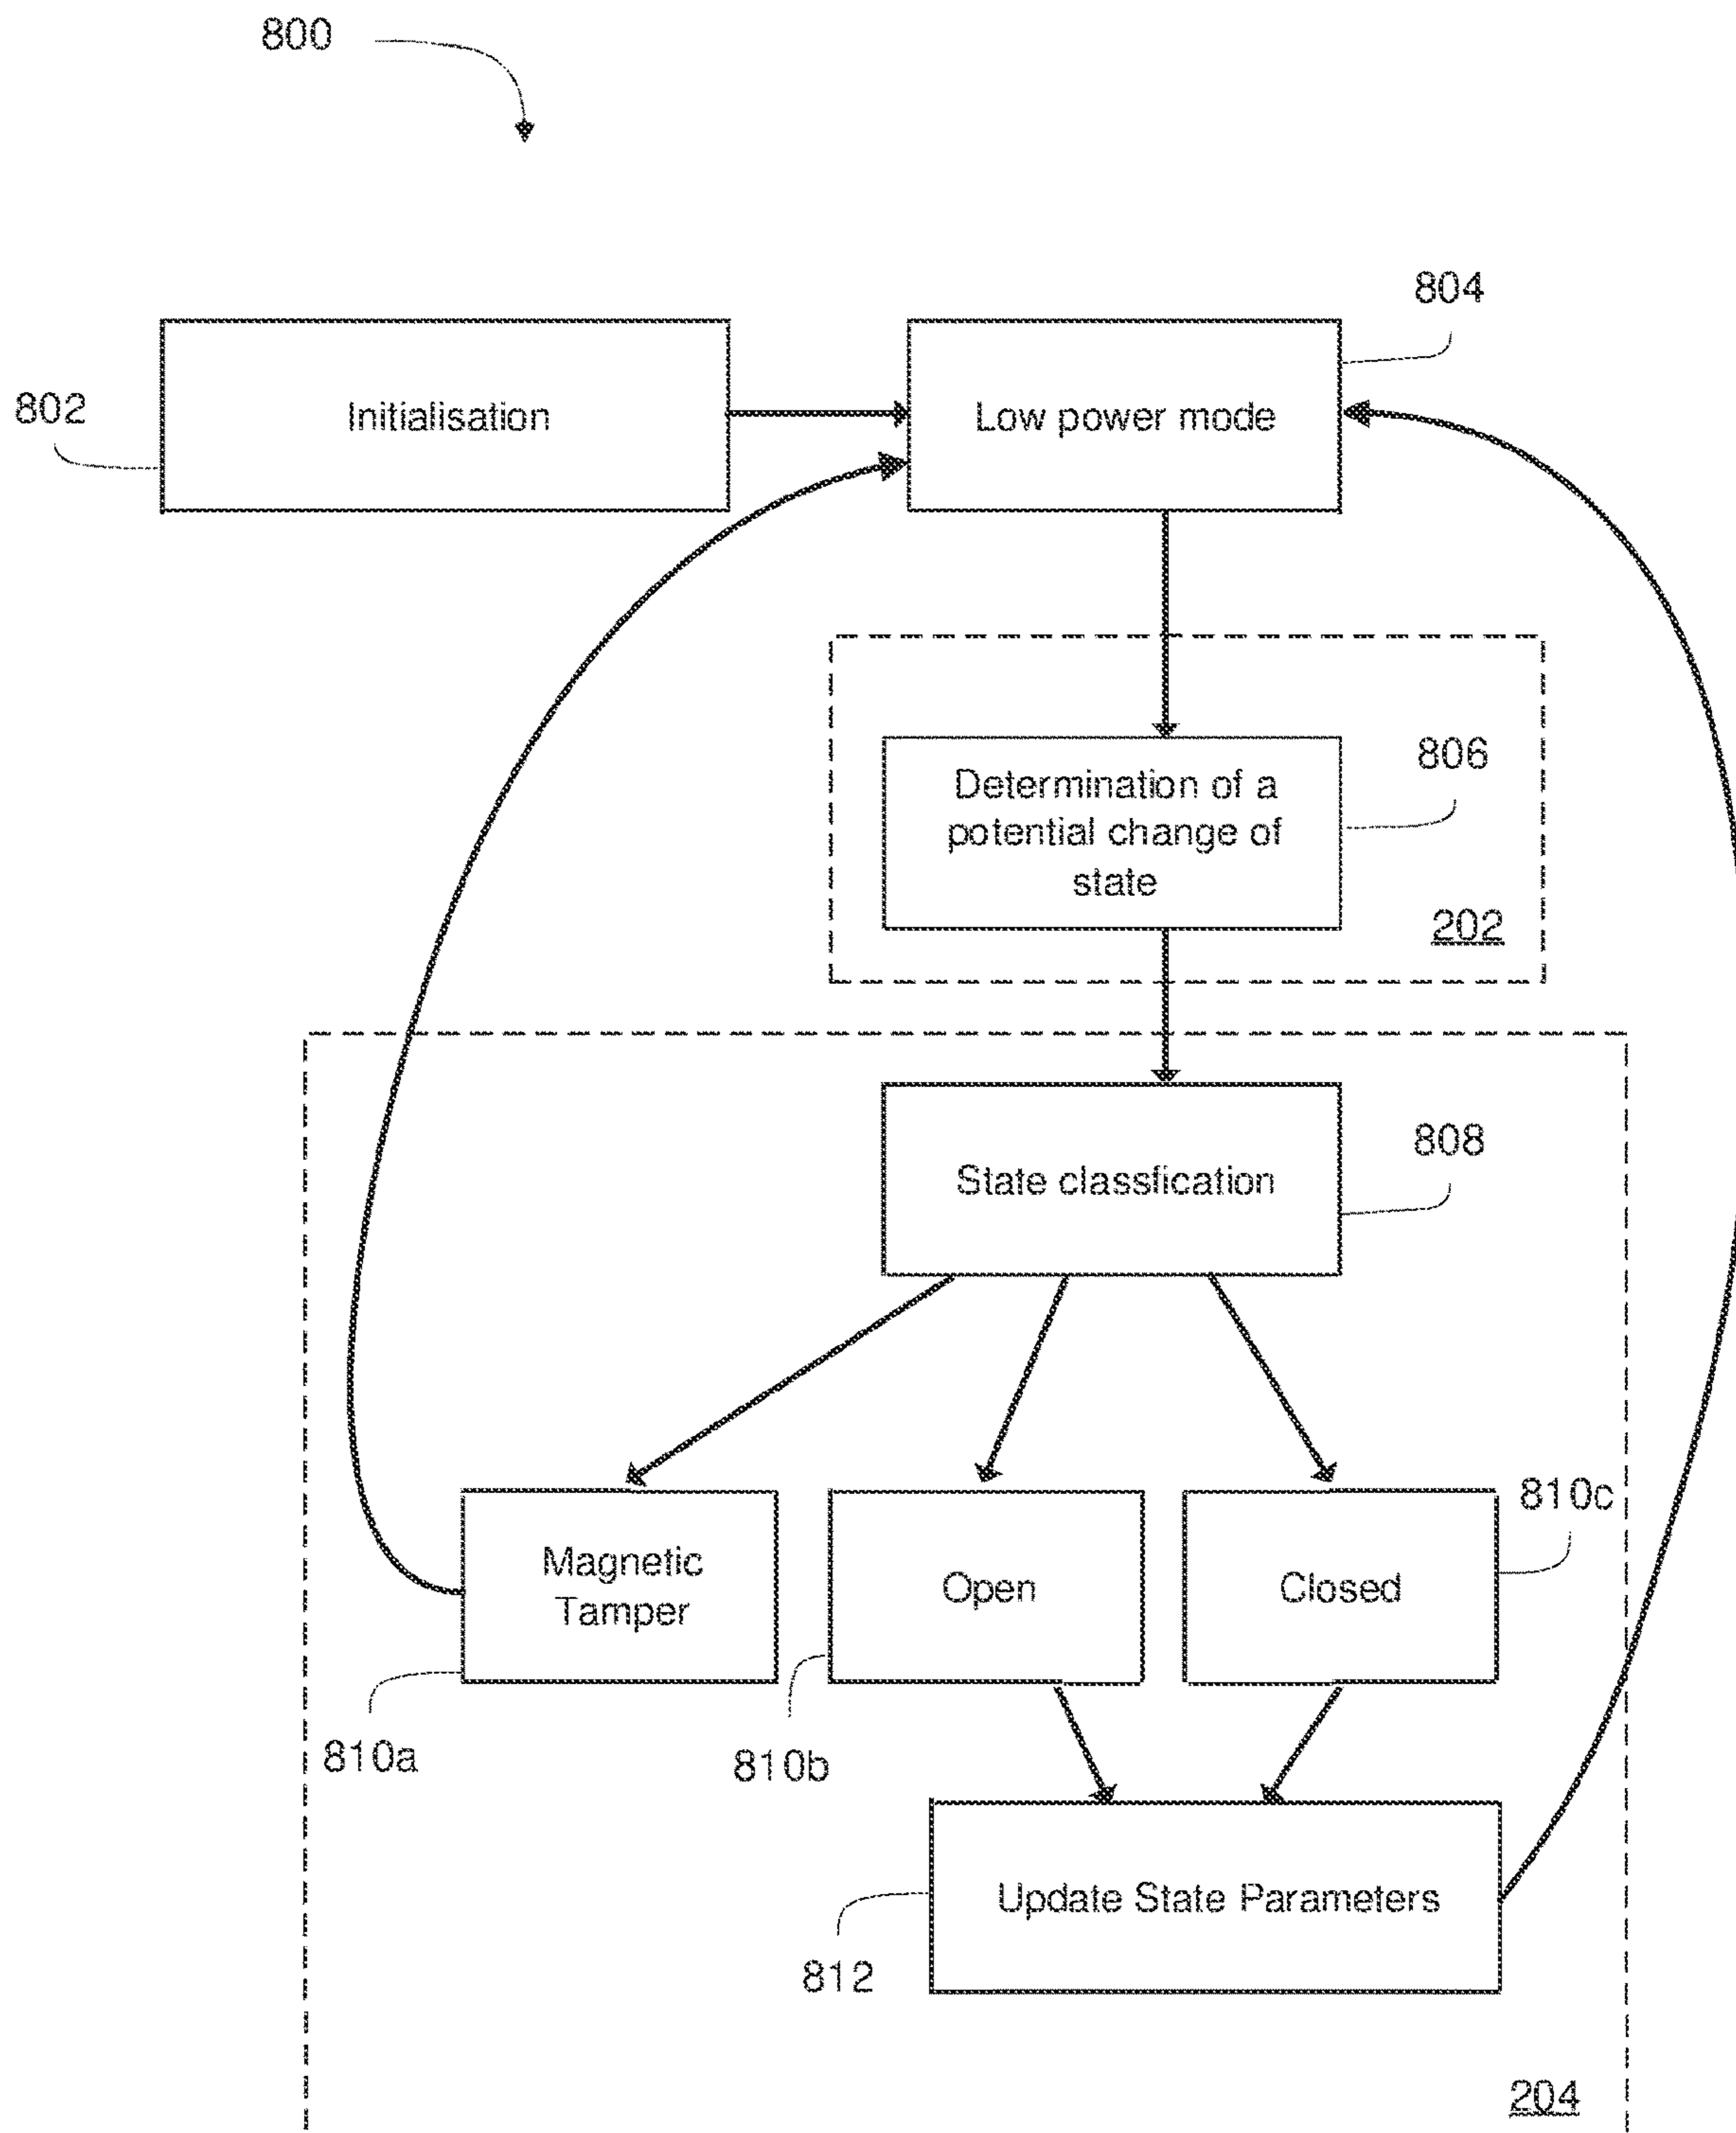 800
804
802
Initialisation
Low power mode
806
Determination of a
potential change of
state
202
808
State classfication
810c
Magnetic
Tamper
Open
Closed
810a
810b
Update State Parameters
812
204